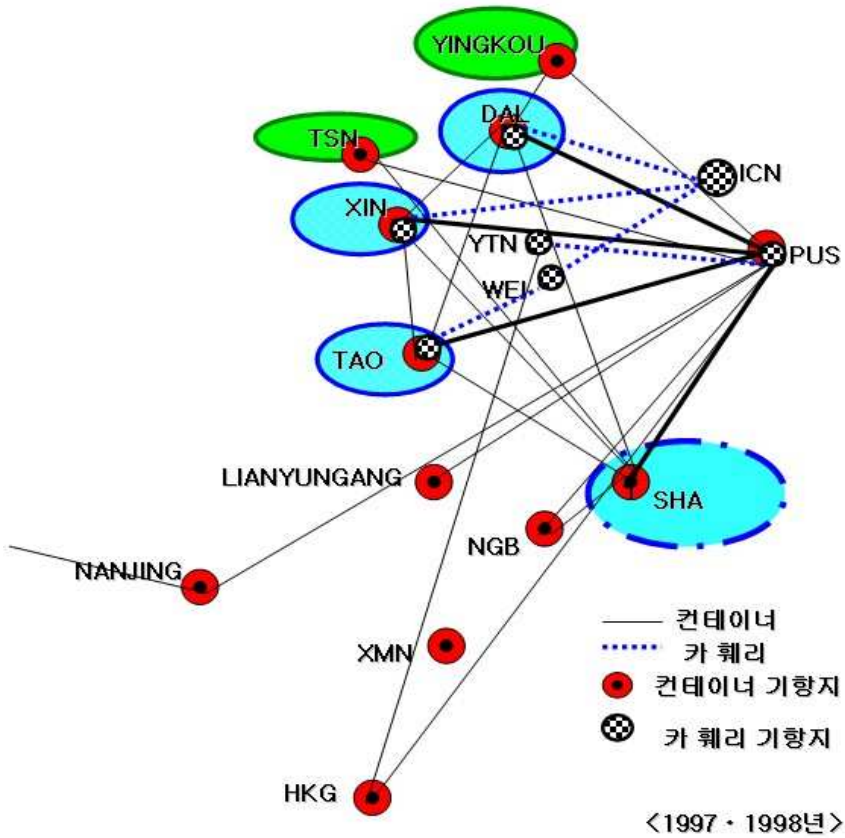 YINGKOU
DAL
TSN
ICN
XIN
YTN
PUS
WEI
TAO
LIANYUNGANG
SHA
NGB
NANJING
컨테이너
카 훼리
XMN
컨테이너 기항지
카 훼리 기항지
HKG
<1997・1998년>